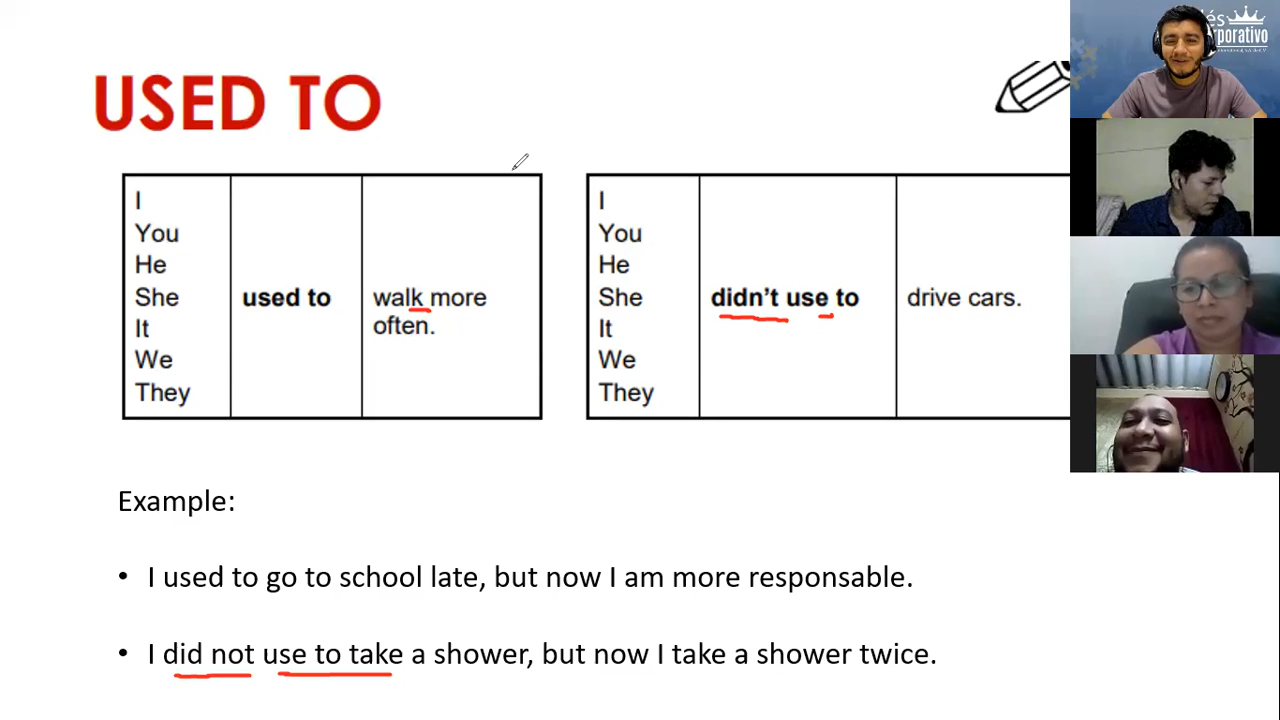 USED TO
I
You
He
She
It
We
They
used to
walk more
often.
I
You
He
She
It
We
They
didn't use to
drive cars.
Example:
• I used to go to school late, but now I am more responsable.
• I did not use to take a shower, but now I take a shower twice.